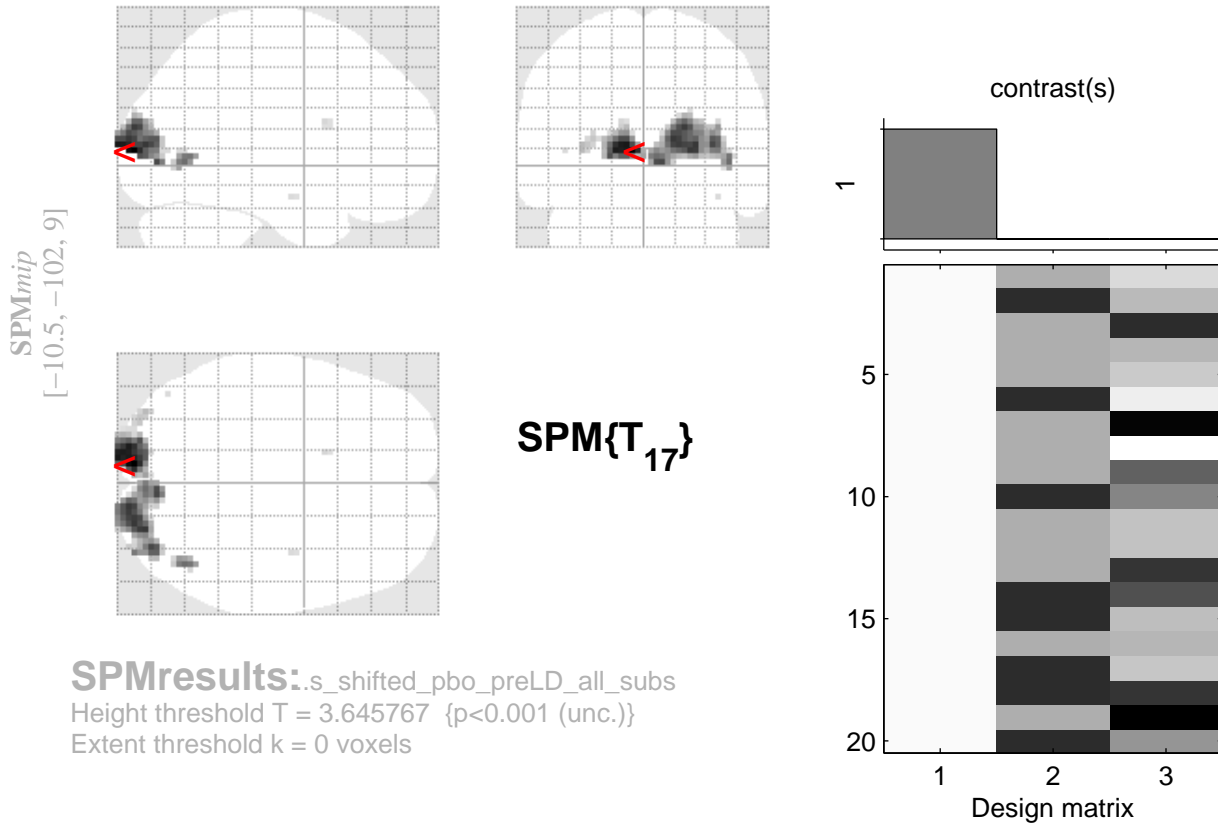 contrast(s)
1
SPMmip
[−10.5, −102, 9]
<
<
<
SPM{T17}
5
10
15
20
1 2 3
Design matrix
SPMresults:..s_shifted_pbo_preLD_all_subs
Height threshold T = 3.645767 {p<0.001 (unc.)}
Extent threshold k = 0 voxels